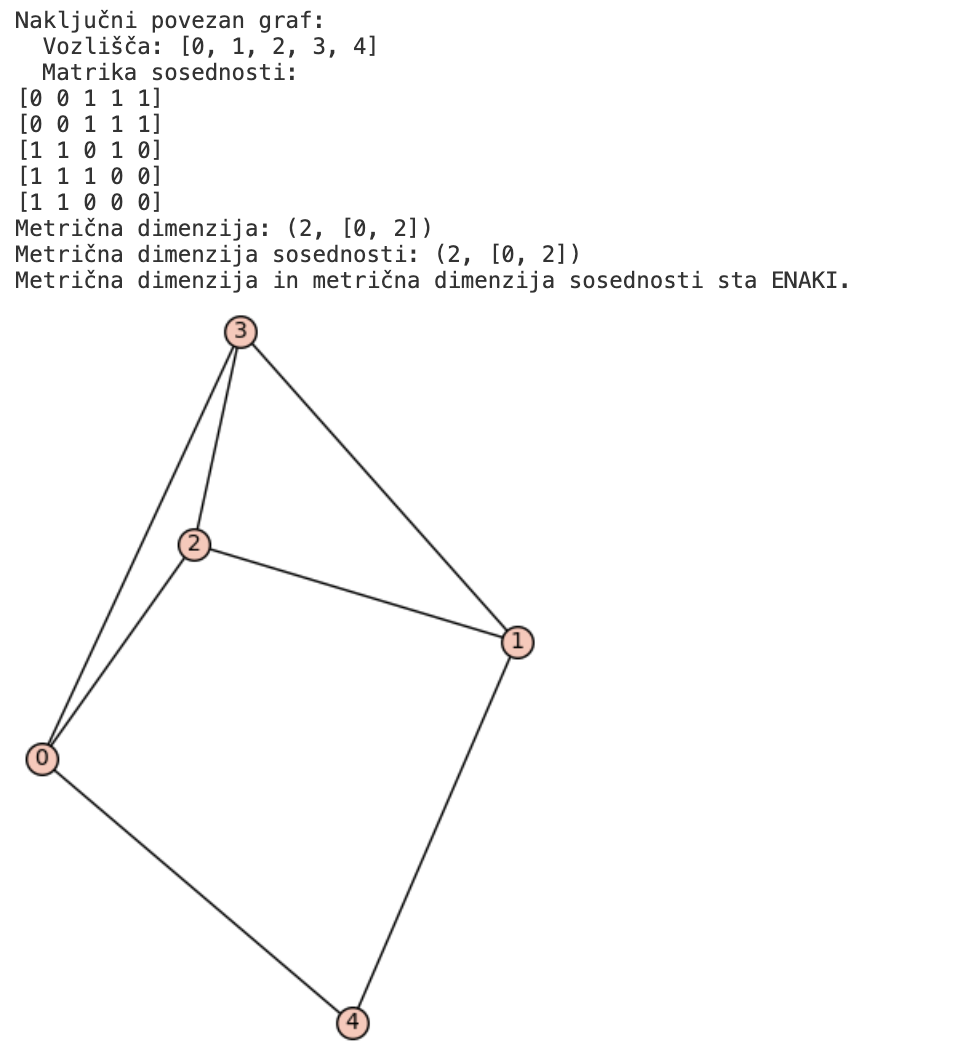 Naključni povezan graf:
Vozlišča: [0, 1, 2, 3, 4]
Matrika sosednosti:
[0 0 1 1 1]
[0 0 1 1 1]
[1 1 0 1 0]
[1 1 1 0 0]
[1 1 0 0 0]
Metrična dimenzija: (2, [0, 2])
Metrična dimenzija sosednosti: (2, [0, 2])
Metrična dimenzija in metrična dimenzija sosednosti sta ENAKI.
3
2
1
0
4